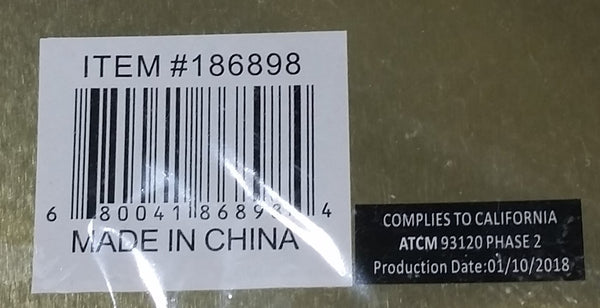 ITEM #186898
6 80041 8689 4
MADE IN CHINA
COMPLIES TO CALIFORNIA
ATCM 93120 PHASE 2
Production Date:01/10/2018